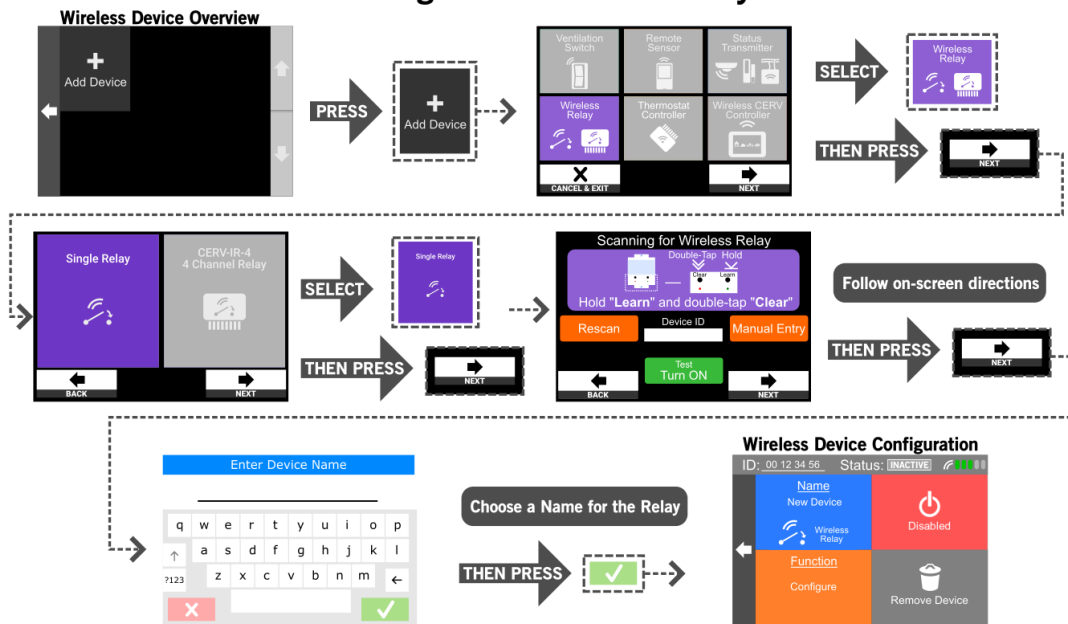 Wireless Device Overview
+
Add Device
PRESS
+
Add Device
Ventilation
Switch
Remote
Sensor
Status
Transmitter
Wireless
Relay
Thermostat
Controller
Wireless CERV
Controller
CANCEL & EXIT
NEXT
SELECT
Wireless
Relay
THEN PRESS
NEXT
Single Relay
CERV-IR-4
4 Channel Relay
BACK
NEXT
SELECT
Single Relay
THEN PRESS
NEXT
Scanning for Wireless Relay
Double-Tap Hold
Clear Learn
Hold "Learn" and double-tap "Clear"
Rescan
Device ID
Manual Entry
Test
Turn ON
BACK
NEXT
Follow on-screen directions
THEN PRESS
NEXT
Enter Device Name
q w e r t y u i o p
a s d f g h j k l
z x c v b n m
?123
Choose a Name for the Relay
THEN PRESS
Wireless Device Configuration
ID: 00 12 34 56 Status: INACTIVE
Name
New Device
Wireless
Relay
Disabled
Function
Configure
Remove Device